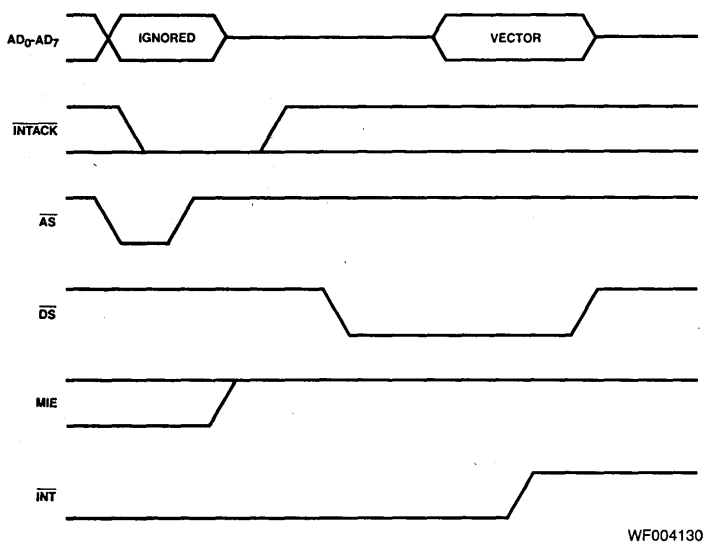 AD₀-AD₇
IGNORED
VECTOR
INTACK
AS
DS
MIE
INT
WF004130